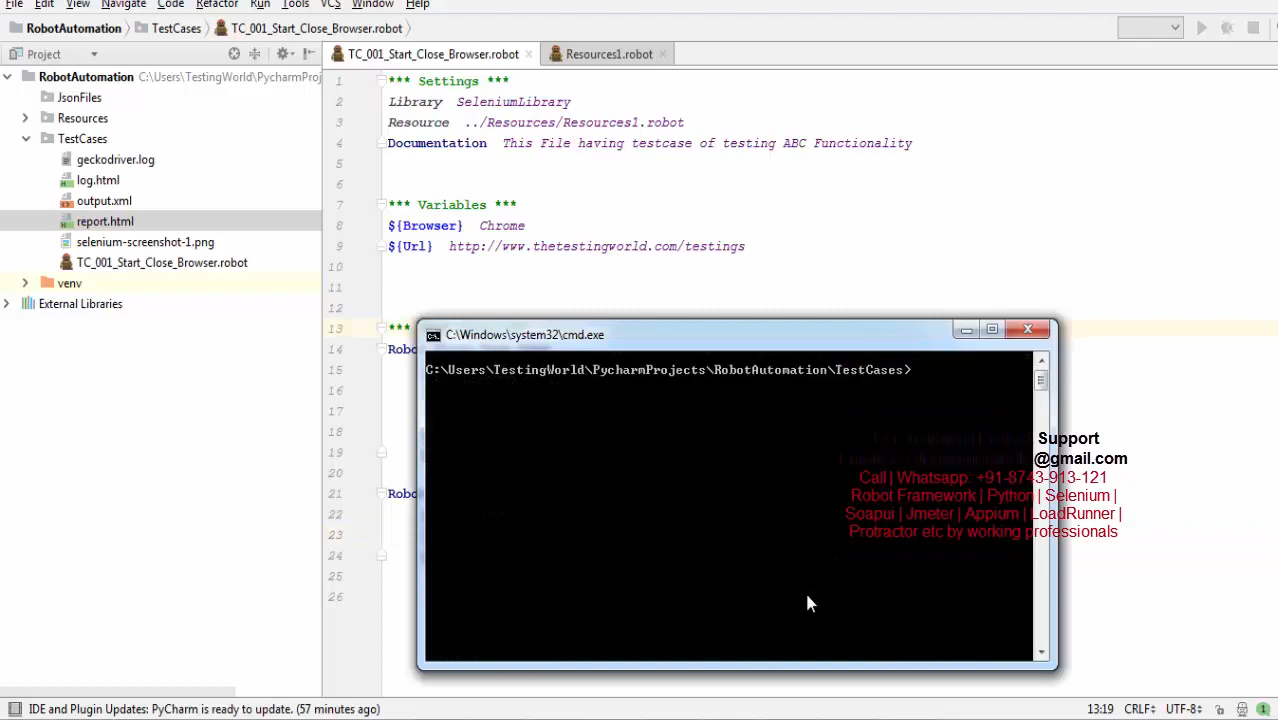 File Edit View Navigate Code Refactor Run Tools VCS Window Help
RobotAutomation TestCases TC_001_Start_Close_Browser.robot
Project
TC_001_Start_Close_Browser.robot Resources1.robot
RobotAutomation C:\Users\TestingWorld\PycharmProj
JsonFiles
Resources
TestCases
geckodriver.log
log.html
output.xml
report.html
selenium-screenshot-1.png
TC_001_Start_Close_Browser.robot
venv
External Libraries
1 *** Settings ***
2 Library SeleniumLibrary
3 Resource ../Resources/Resources1.robot
4 Documentation This File having testcase of testing ABC Functionality
5
6
7 *** Variables ***
8 ${Browser} Chrome
9 ${Url} http://www.thetestingworld.com/testings
10
11
12
13 ***
14 Robo
15
16
17
18
19
20
21 Robo
22
23
24
25
26
C:\Windows\system32\cmd.exe
C:\Users\TestingWorld\PycharmProjects\RobotAutomation\TestCases>
Support
@gmail.com
Call | Whatsapp: +91-8743-913-121
Robot Framework | Python | Selenium |
Soapui | Jmeter | Appium | LoadRunner |
Protractor etc by working professionals
IDE and Plugin Updates: PyCharm is ready to update. (57 minutes ago)
13:19 CRLF UTF-8 1